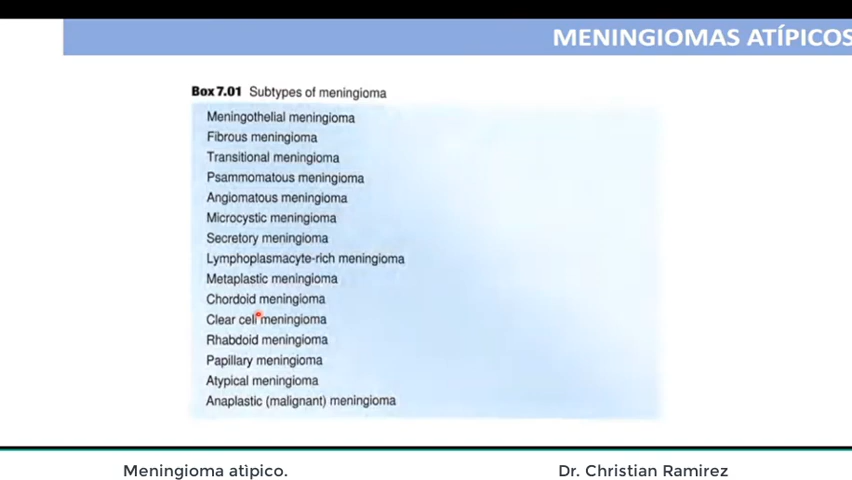 MENINGIOMAS ATÍPICOS
Box 7.01 Subtypes of meningioma
Meningothelial meningioma
Fibrous meningioma
Transitional meningioma
Psammomatous meningioma
Angiomatous meningioma
Microcystic meningioma
Secretory meningioma
Lymphoplasmacyte-rich meningioma
Metaplastic meningioma
Chordoid meningioma
Clear cell meningioma
Rhabdoid meningioma
Papillary meningioma
Atypical meningioma
Anaplastic (malignant) meningioma
Meningioma atìpico.
Dr. Christian Ramirez